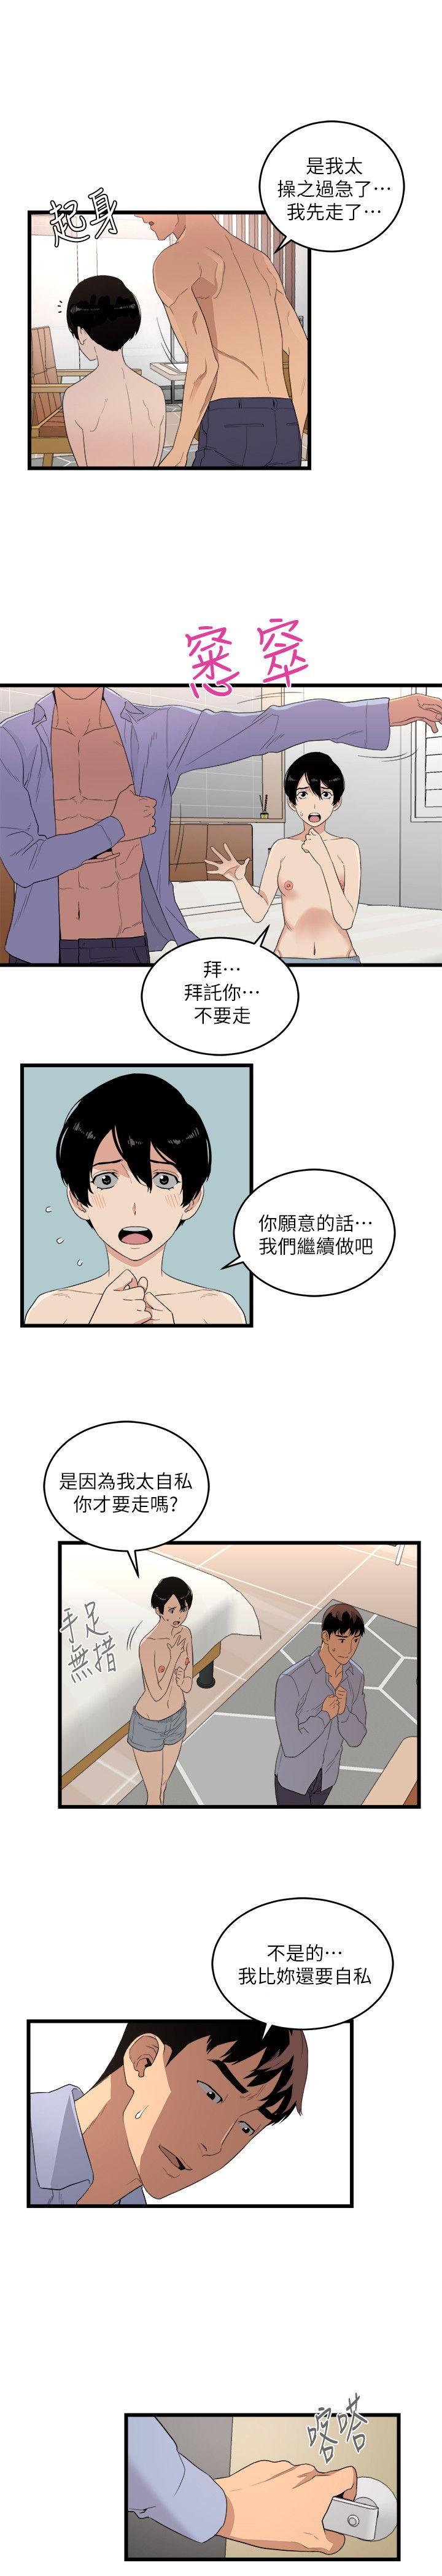 是我太
操之過急了…
我先走了…
起身
窸窣
拜…
拜託你…
不要走
你願意的話…
我們繼續做吧
是因為我太自私
你才要走嗎?
手足
無措
不是的…
我比妳還要自私
喀嗒